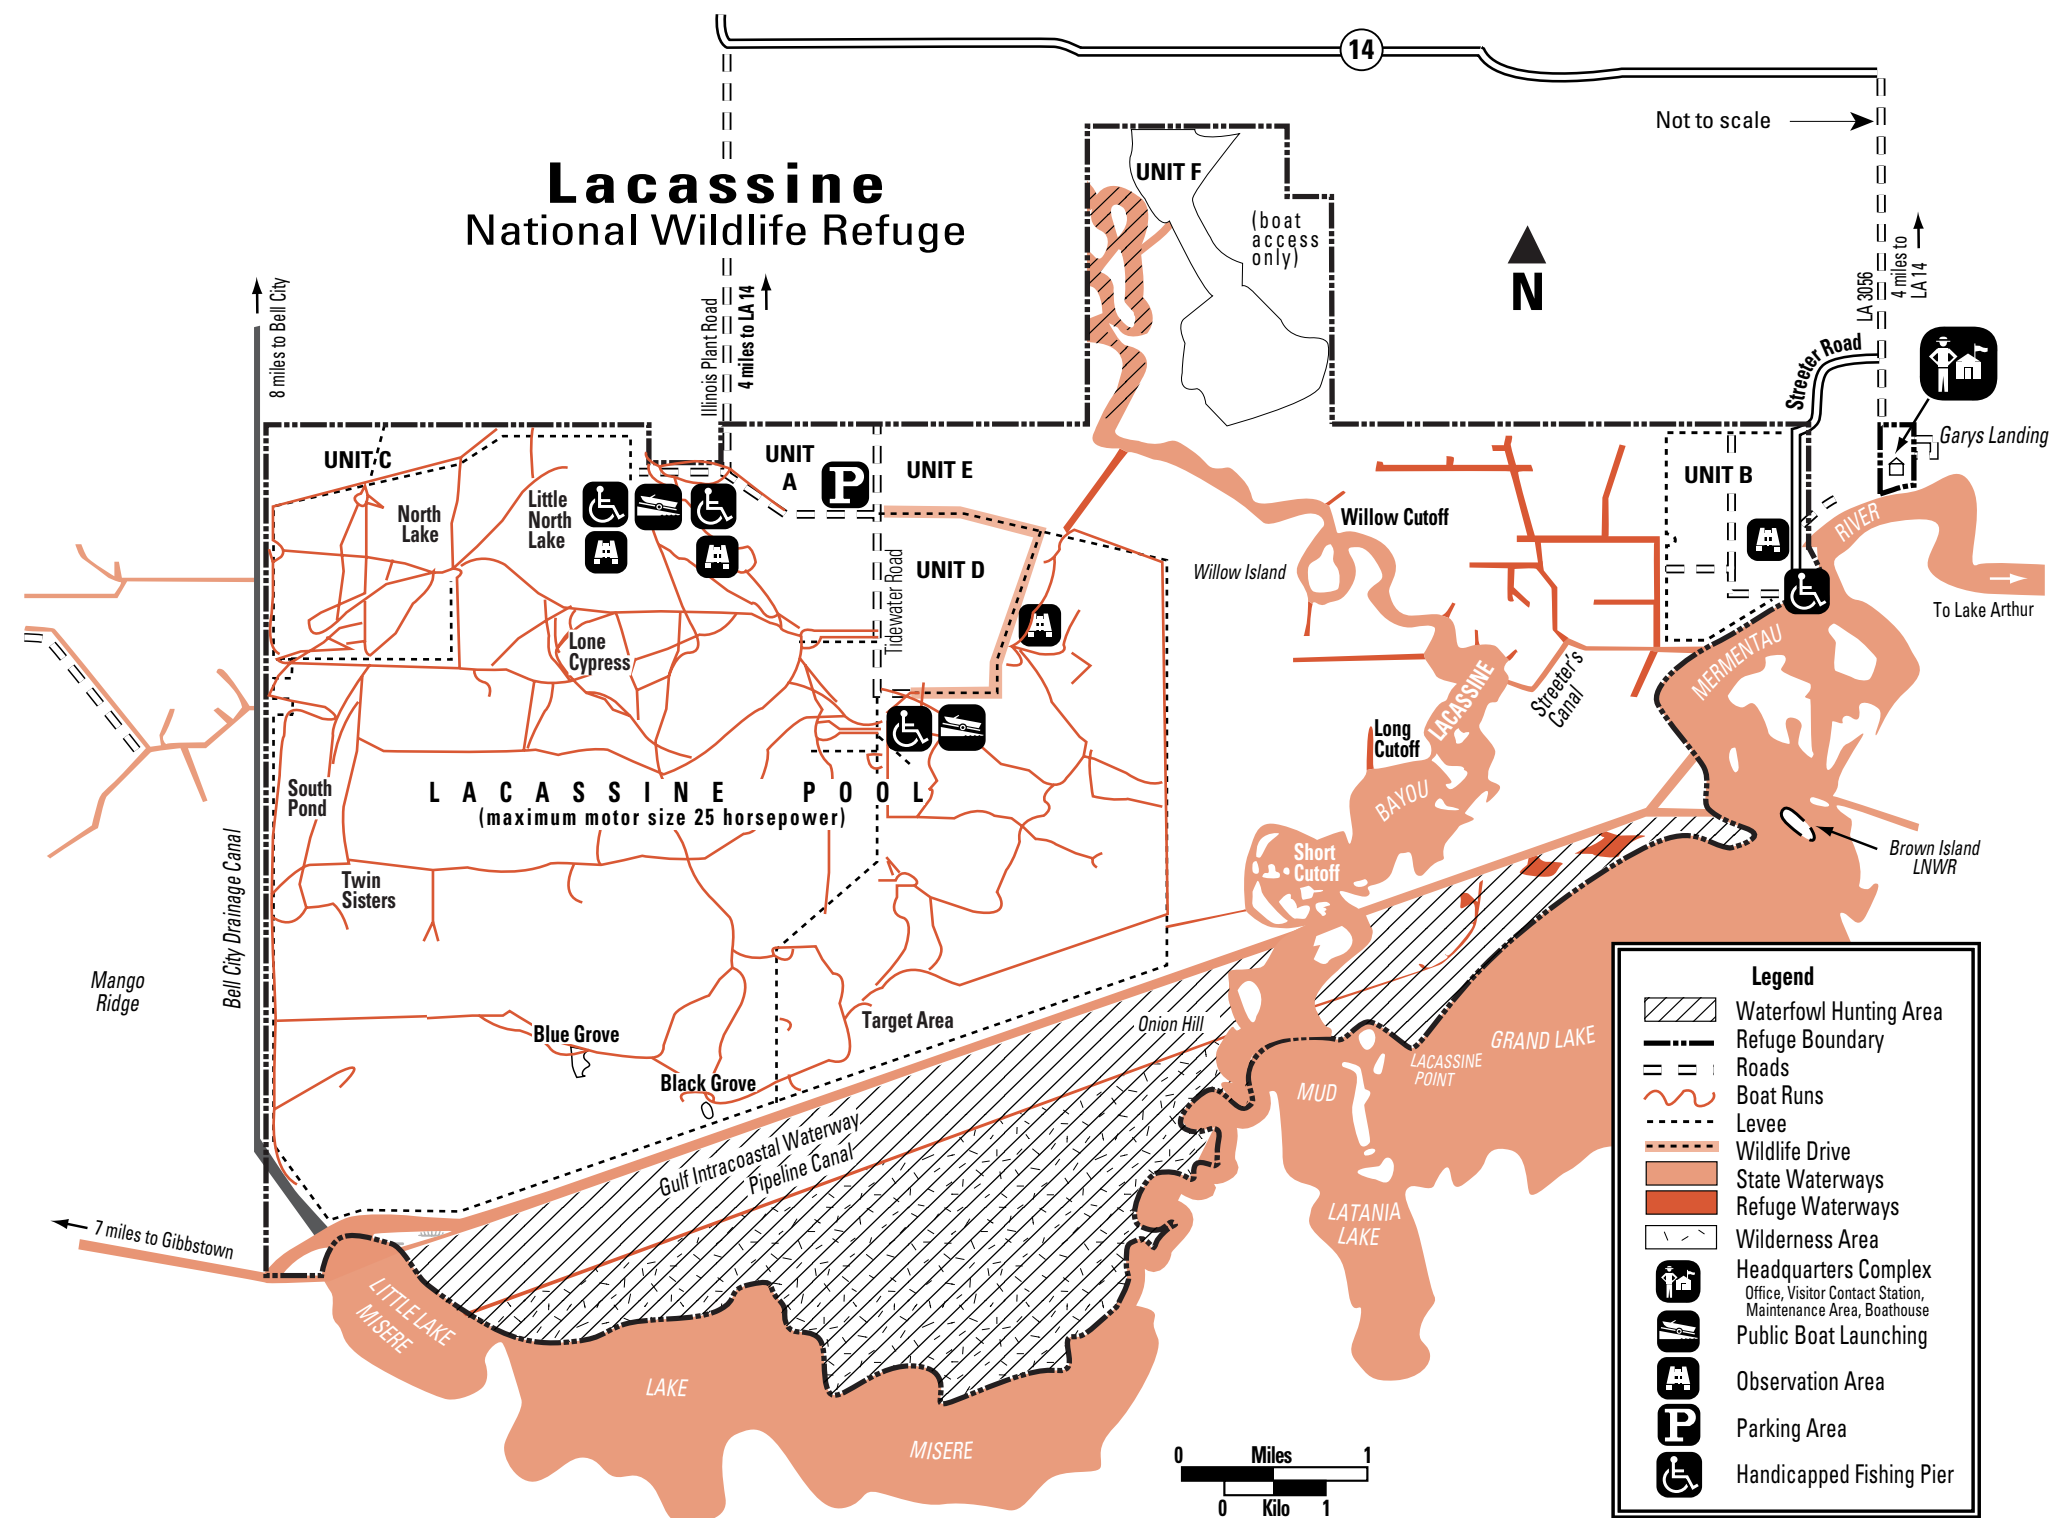 14
Not to scale
Lacassine
National Wildlife Refuge
UNIT F
(boat
access
only)
N
8 miles to Bell City
Illinois Plant Road
4 miles to LA 14
LA 3056
4 miles to
LA 14
Streeter Road
Garys Landing
UNIT C
UNIT
A
P
UNIT E
UNIT B
North
Lake
Little
North
Lake
Willow Cutoff
RIVER
Willow Island
UNIT D
Tidewater Road
To Lake Arthur
Lone
Cypress
MERMENTAU
Streeter's
Canal
LACASSINE
Long
Cutoff
BAYOU
South
Pond
LACASSINE POOL
(maximum motor size 25 horsepower)
Short
Cutoff
Brown Island
LNWR
Twin
Sisters
Bell City Drainage Canal
Mango
Ridge
Target Area
Onion Hill
Blue Grove
Black Grove
GRAND LAKE
LACASSINE
POINT
MUD
Gulf Intracoastal Waterway
Pipeline Canal
LATANIA
LAKE
7 miles to Gibbstown
LITTLE LAKE
MISERE
LAKE
MISERE
0 Miles 1
0 Kilo 1
Legend
Waterfowl Hunting Area
Refuge Boundary
Roads
Boat Runs
Levee
Wildlife Drive
State Waterways
Refuge Waterways
Wilderness Area
Headquarters Complex
Office, Visitor Contact Station,
Maintenance Area, Boathouse
Public Boat Launching
Observation Area
P Parking Area
Handicapped Fishing Pier